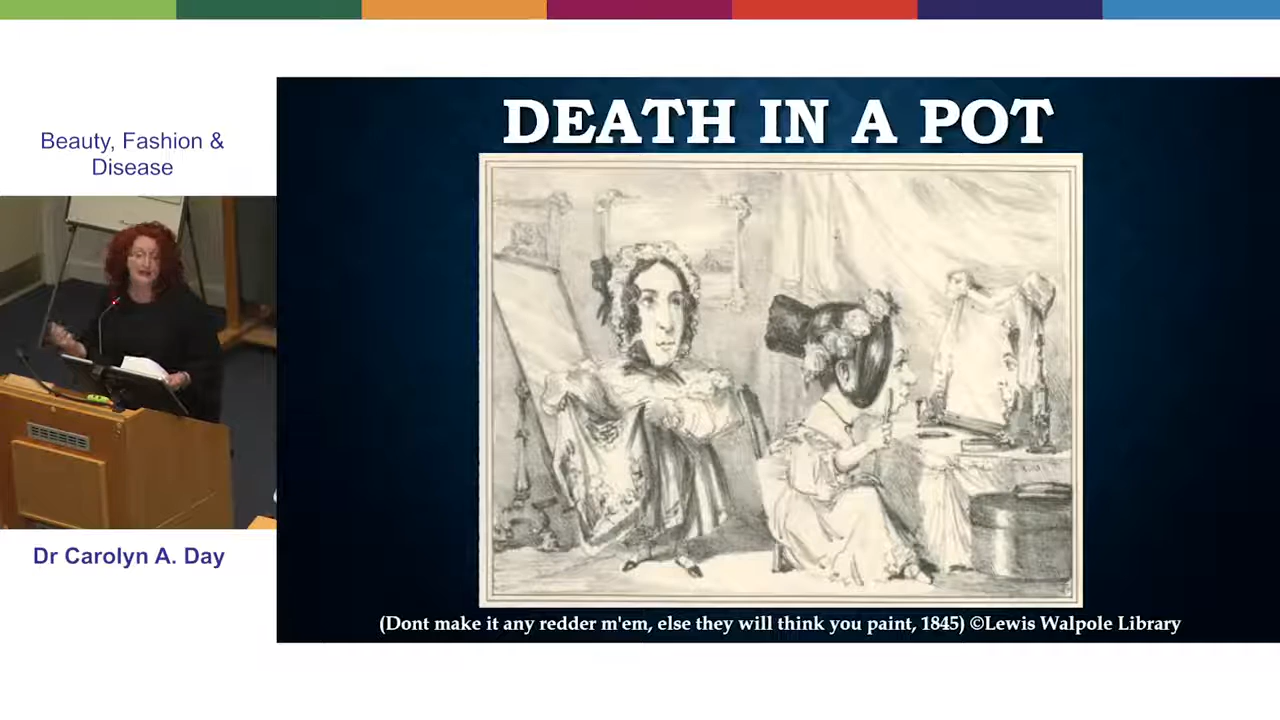 Beauty, Fashion &
Disease
Dr Carolyn A. Day
DEATH IN A POT
(Dont make it any redder m'em, else they will think you paint, 1845) ©Lewis Walpole Library